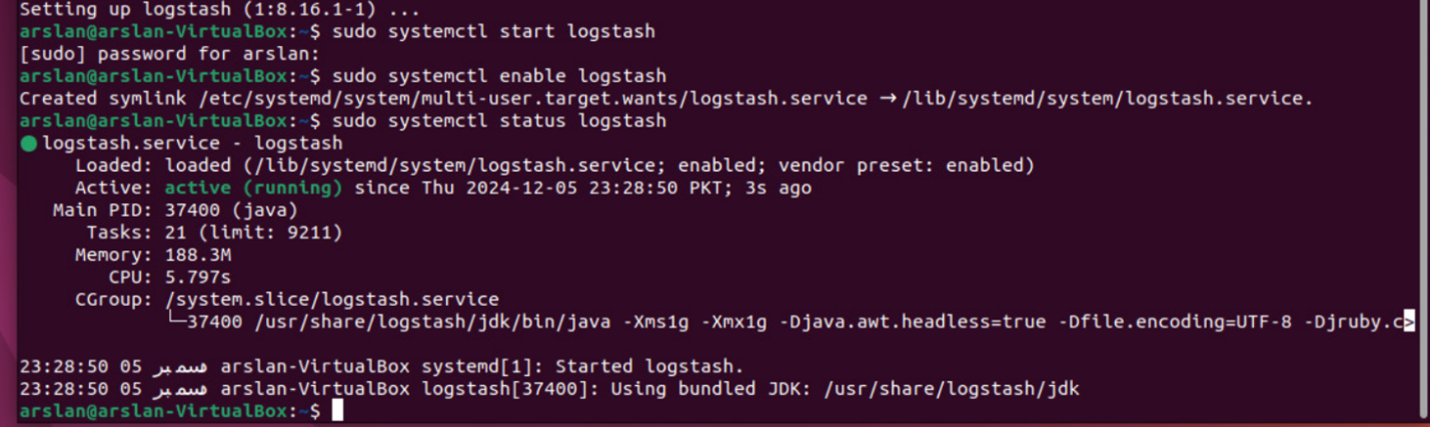 Setting up logstash (1:8.16.1-1) ...
arslan@arslan-VirtualBox:~$ sudo systemctl start logstash
[sudo] password for arslan:
arslan@arslan-VirtualBox:~$ sudo systemctl enable logstash
Created symlink /etc/systemd/system/multi-user.target.wants/logstash.service → /lib/systemd/system/logstash.service.
arslan@arslan-VirtualBox:~$ sudo systemctl status logstash
● logstash.service - logstash
Loaded: loaded (/lib/systemd/system/logstash.service; enabled; vendor preset: enabled)
Active: active (running) since Thu 2024-12-05 23:28:50 PKT; 3s ago
Main PID: 37400 (java)
Tasks: 21 (limit: 9211)
Memory: 188.3M
CPU: 5.797s
CGroup: /system.slice/logstash.service
└─37400 /usr/share/logstash/jdk/bin/java -Xms1g -Xmx1g -Djava.awt.headless=true -Dfile.encoding=UTF-8 -Djruby.c>
23:28:50 05 دسمبر arslan-VirtualBox systemd[1]: Started logstash.
23:28:50 05 دسمبر arslan-VirtualBox logstash[37400]: Using bundled JDK: /usr/share/logstash/jdk
arslan@arslan-VirtualBox:~$